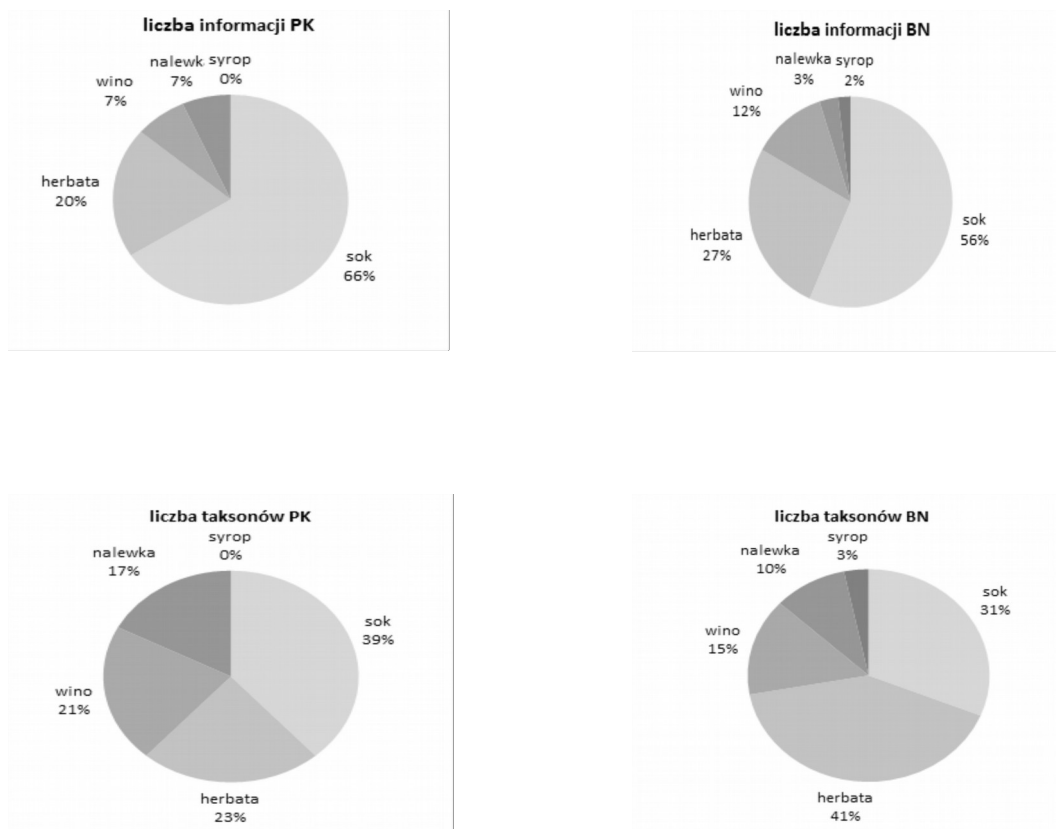 liczba informacji PK
nalewk syrop
7% 0%
wino
7%
herbata
20%
sok
66%
liczba informacji BN
nalewka syrop
3% 2%
wino
12%
herbata
27%
sok
56%
liczba taksonów PK
syrop
0%
nalewka
17%
sok
39%
wino
21%
herbata
23%
liczba taksonów BN
syrop
3%
nalewka
10%
sok
31%
wino
15%
herbata
41%